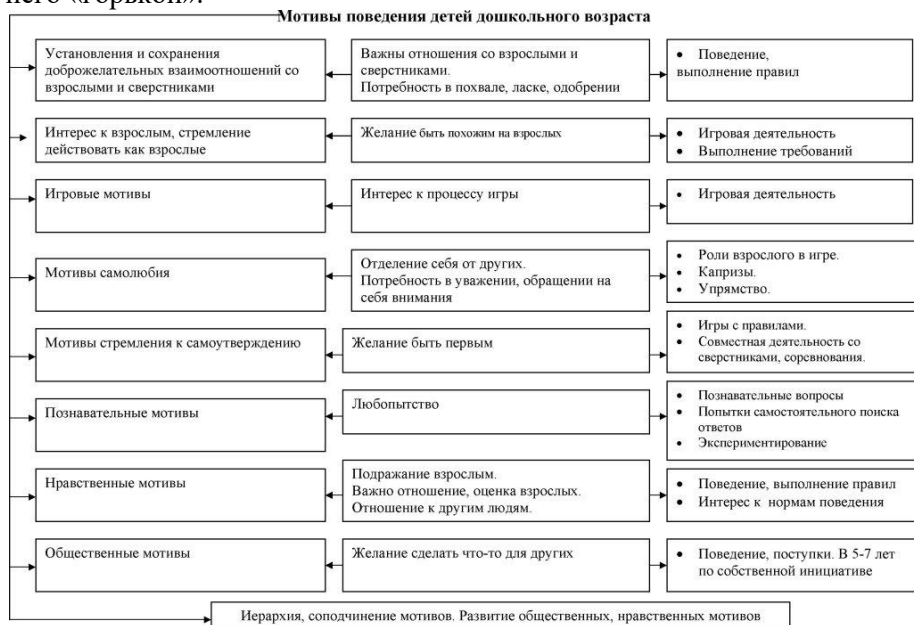 него «горькой».
Мотивы поведения детей дошкольного возраста
Установления и сохранения
доброжелательных взаимоотношений со
взрослыми и сверстниками
Важны отношения со взрослыми и
сверстниками.
Потребность в похвале, ласке, одобрении
• Поведение,
выполнение правил
Интерес к взрослым, стремление
действовать как взрослые
Желание быть похожим на взрослых
• Игровая деятельность
• Выполнение требований
Игровые мотивы
Интерес к процессу игры
• Игровая деятельность
Мотивы самолюбия
Отделение себя от других.
Потребность в уважении, обращении на
себя внимания
• Роли взрослого в игре.
• Капризы.
• Упрямство.
Мотивы стремления к самоутверждению
Желание быть первым
• Игры с правилами.
• Совместная деятельность со
сверстниками, соревнования.
Познавательные мотивы
Любопытство
• Познавательные вопросы
• Попытки самостоятельного поиска
ответов
• Экспериментирование
Нравственные мотивы
Подражание взрослым.
Важно отношение, оценка взрослых.
Отношение к другим людям.
• Поведение, выполнение правил
• Интерес к нормам поведения
Общественные мотивы
Желание сделать что-то для других
• Поведение, поступки. В 5-7 лет
по собственной инициативе
Иерархия, соподчинение мотивов. Развитие общественных, нравственных мотивов